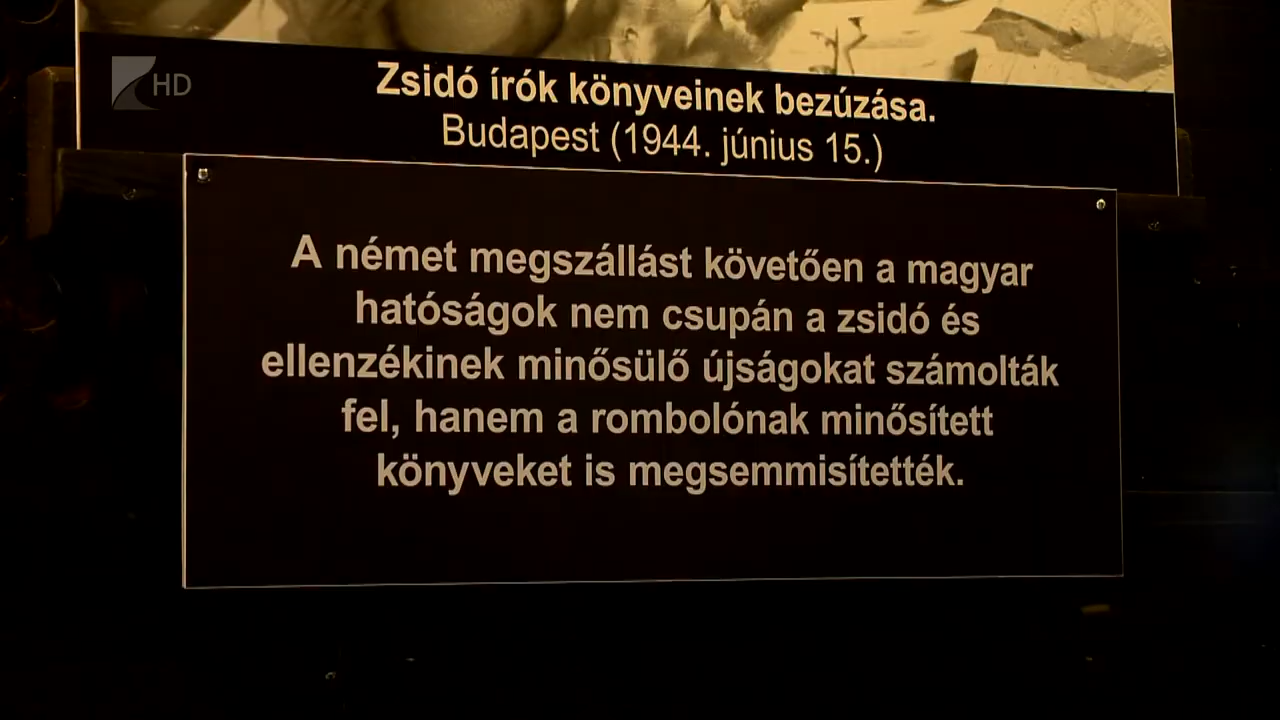 HD
Zsidó írók könyveinek bezúzása.
Budapest (1944. június 15.)
A német megszállást követően a magyar
hatóságok nem csupán a zsidó és
ellenzékinek minősülő újságokat számolták
fel, hanem a rombolónak minősített
könyveket is megsemmisítették.